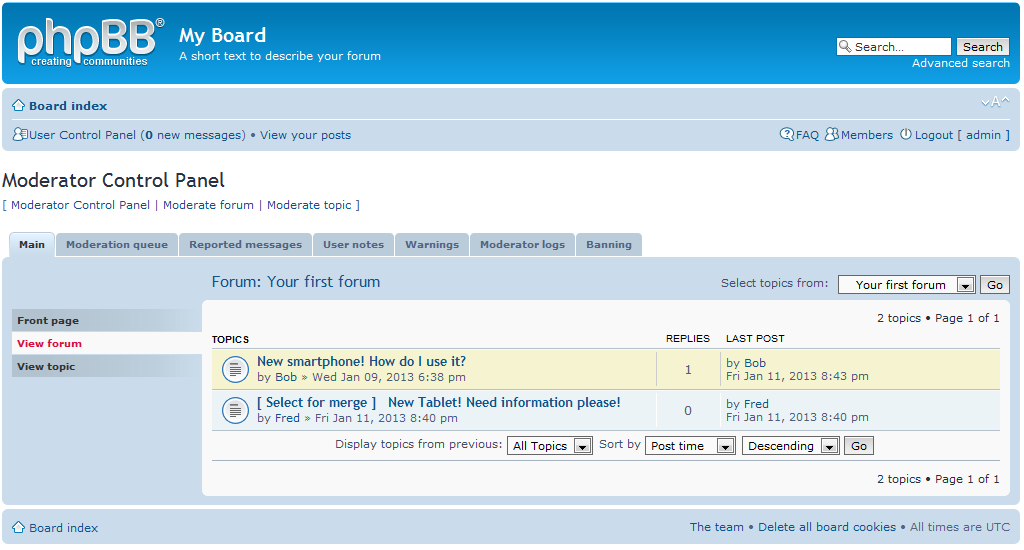 phpBB®
creating communities
My Board
A short text to describe your forum
Search...
Search
Advanced search
Board index
A
User Control Panel (0 new messages) • View your posts
FAQ Members Logout [ admin ]
Moderator Control Panel
[ Moderator Control Panel | Moderate forum | Moderate topic ]
Main Moderation queue Reported messages User notes Warnings Moderator logs Banning
Forum: Your first forum
Select topics from: Your first forum Go
Front page
View forum
View topic
2 topics • Page 1 of 1
TOPICS REPLIES LAST POST
New smartphone! How do I use it?
by Bob » Wed Jan 09, 2013 6:38 pm
1
by Bob
Fri Jan 11, 2013 8:43 pm
[ Select for merge ] New Tablet! Need information please!
by Fred » Fri Jan 11, 2013 8:40 pm
0
by Fred
Fri Jan 11, 2013 8:40 pm
Display topics from previous: All Topics Sort by Post time Descending Go
2 topics • Page 1 of 1
Board index
The team • Delete all board cookies • All times are UTC